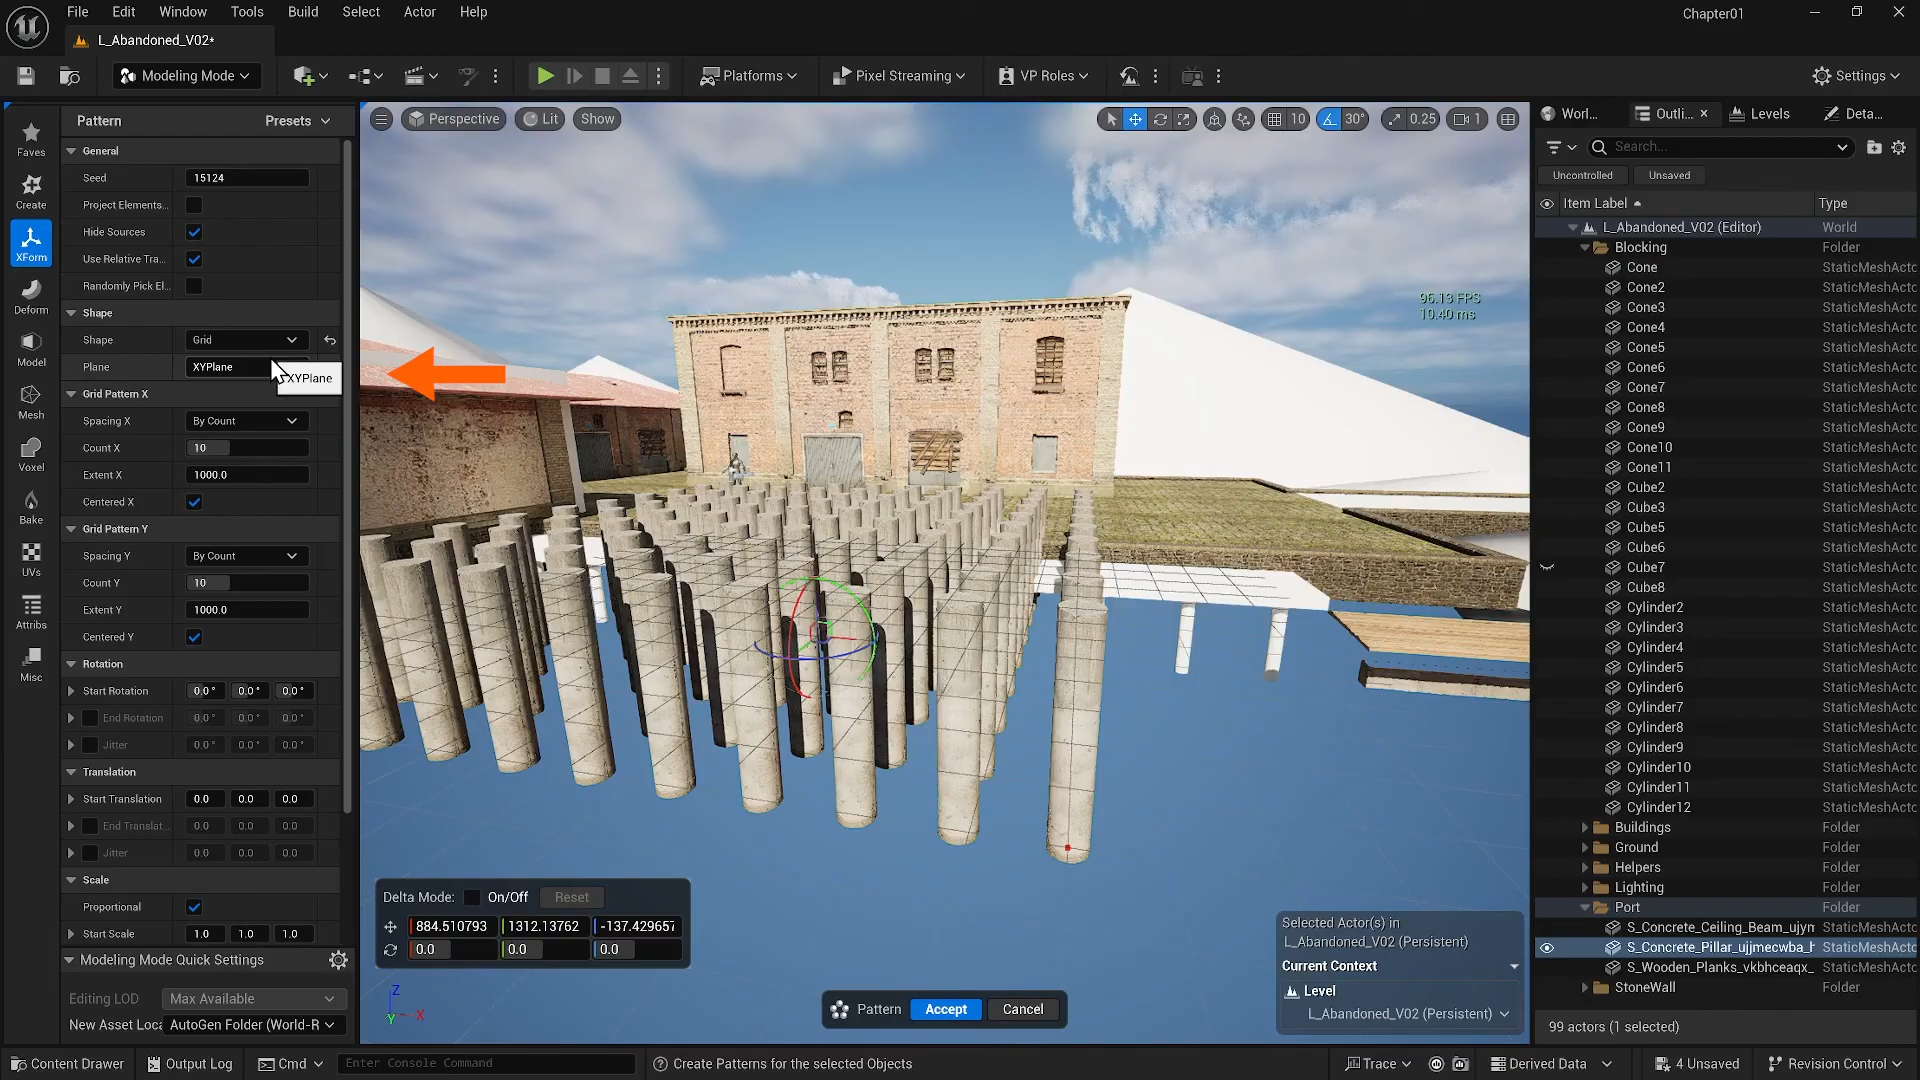 File Edit Window Tools Build Select Actor Help
Chapter01
L_Abandoned_V02*
Modeling Mode
Platforms
Pixel Streaming
VP Roles
Settings
Pattern
Presets
Perspective
Lit
Show
10
30°
0.25
1
Worl...
Outli...
Levels
Deta...
Faves
Create
XForm
Deform
Model
Mesh
Voxel
Bake
UVs
Attribs
Misc
General
Seed 15124
Project Elements...
Hide Sources
Use Relative Tra...
Randomly Pick El...
Shape
Shape Grid
Plane XYPlane
XYPlane
Grid Pattern X
Spacing X By Count
Count X 10
Extent X 1000.0
Centered X
Grid Pattern Y
Spacing Y By Count
Count Y 10
Extent Y 1000.0
Centered Y
Rotation
Start Rotation 0.0° 0.0° 0.0°
End Rotation 0.0° 0.0° 0.0°
Jitter 0.0° 0.0° 0.0°
Translation
Start Translation 0.0 0.0 0.0
End Translat... 0.0 0.0 0.0
Jitter 0.0 0.0 0.0
Scale
Proportional
Start Scale 1.0 1.0 1.0
Modeling Mode Quick Settings
Editing LOD Max Available
New Asset Loca AutoGen Folder (World-R
96.13 FPS
10.40 ms
Delta Mode: On/Off Reset
884.510793 1312.13762 -137.429657
0.0 0.0 0.0
Z
Y X
Pattern Accept Cancel
Selected Actor(s) in
L_Abandoned_V02 (Persistent)
Current Context
Level
L_Abandoned_V02 (Persistent)
Search...
Uncontrolled Unsaved
Item Label Type
L_Abandoned_V02 (Editor) World
Blocking Folder
Cone StaticMeshActo
Cone2 StaticMeshActo
Cone3 StaticMeshActo
Cone4 StaticMeshActo
Cone5 StaticMeshActo
Cone6 StaticMeshActo
Cone7 StaticMeshActo
Cone8 StaticMeshActo
Cone9 StaticMeshActo
Cone10 StaticMeshActo
Cone11 StaticMeshActo
Cube2 StaticMeshActo
Cube3 StaticMeshActo
Cube5 StaticMeshActo
Cube6 StaticMeshActo
Cube7 StaticMeshActo
Cube8 StaticMeshActo
Cylinder2 StaticMeshActo
Cylinder3 StaticMeshActo
Cylinder4 StaticMeshActo
Cylinder5 StaticMeshActo
Cylinder6 StaticMeshActo
Cylinder7 StaticMeshActo
Cylinder8 StaticMeshActo
Cylinder9 StaticMeshActo
Cylinder10 StaticMeshActo
Cylinder11 StaticMeshActo
Cylinder12 StaticMeshActo
Buildings Folder
Ground Folder
Helpers Folder
Lighting Folder
Port Folder
S_Concrete_Ceiling_Beam_ujym StaticMeshActo
S_Concrete_Pillar_ujjmecwba_h StaticMeshActo
S_Wooden_Planks_vkbhceaqx_ StaticMeshActo
StoneWall Folder
99 actors (1 selected)
Content Drawer
Output Log
Cmd
Enter Console Command
Create Patterns for the selected Objects
Trace
Derived Data
4 Unsaved
Revision Control